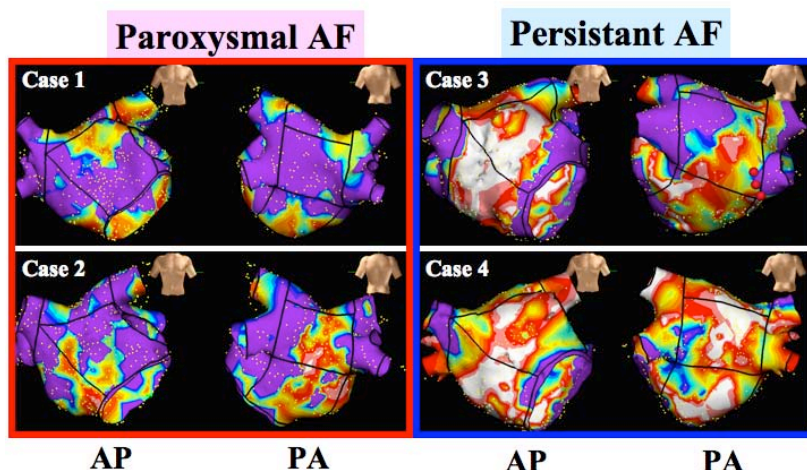 Paroxysmal AF
Persistant AF
Case 1
Case 3
Case 2
Case 4
AP PA AP PA